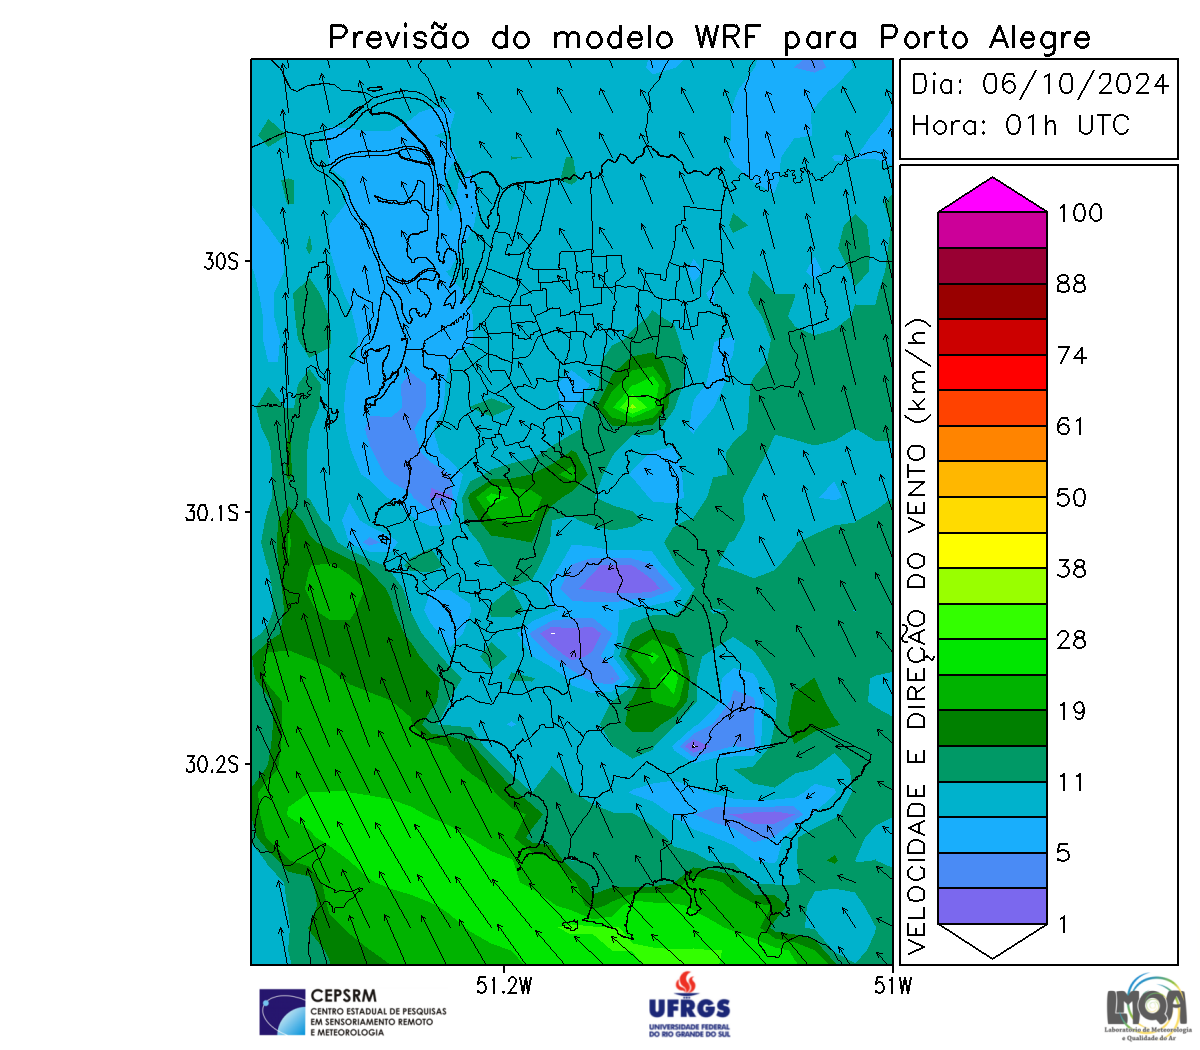 Previsão do modelo WRF para Porto Alegre
Dia: 06/10/2024
Hora: 01h UTC
30S
30.1S
30.2S
51.2W
51W
VELOCIDADE E DIREÇÃO DO VENTO (km/h)
100
88
74
61
50
38
28
19
11
5
1
CEPSRM
CENTRO ESTADUAL DE PESQUISAS
EM SENSORIAMENTO REMOTO
E METEOROLOGIA
UFRGS
UNIVERSIDADE FEDERAL
DO RIO GRANDE DO SUL
LMQA
Laboratório de Meteorologia
e Qualidade do Ar